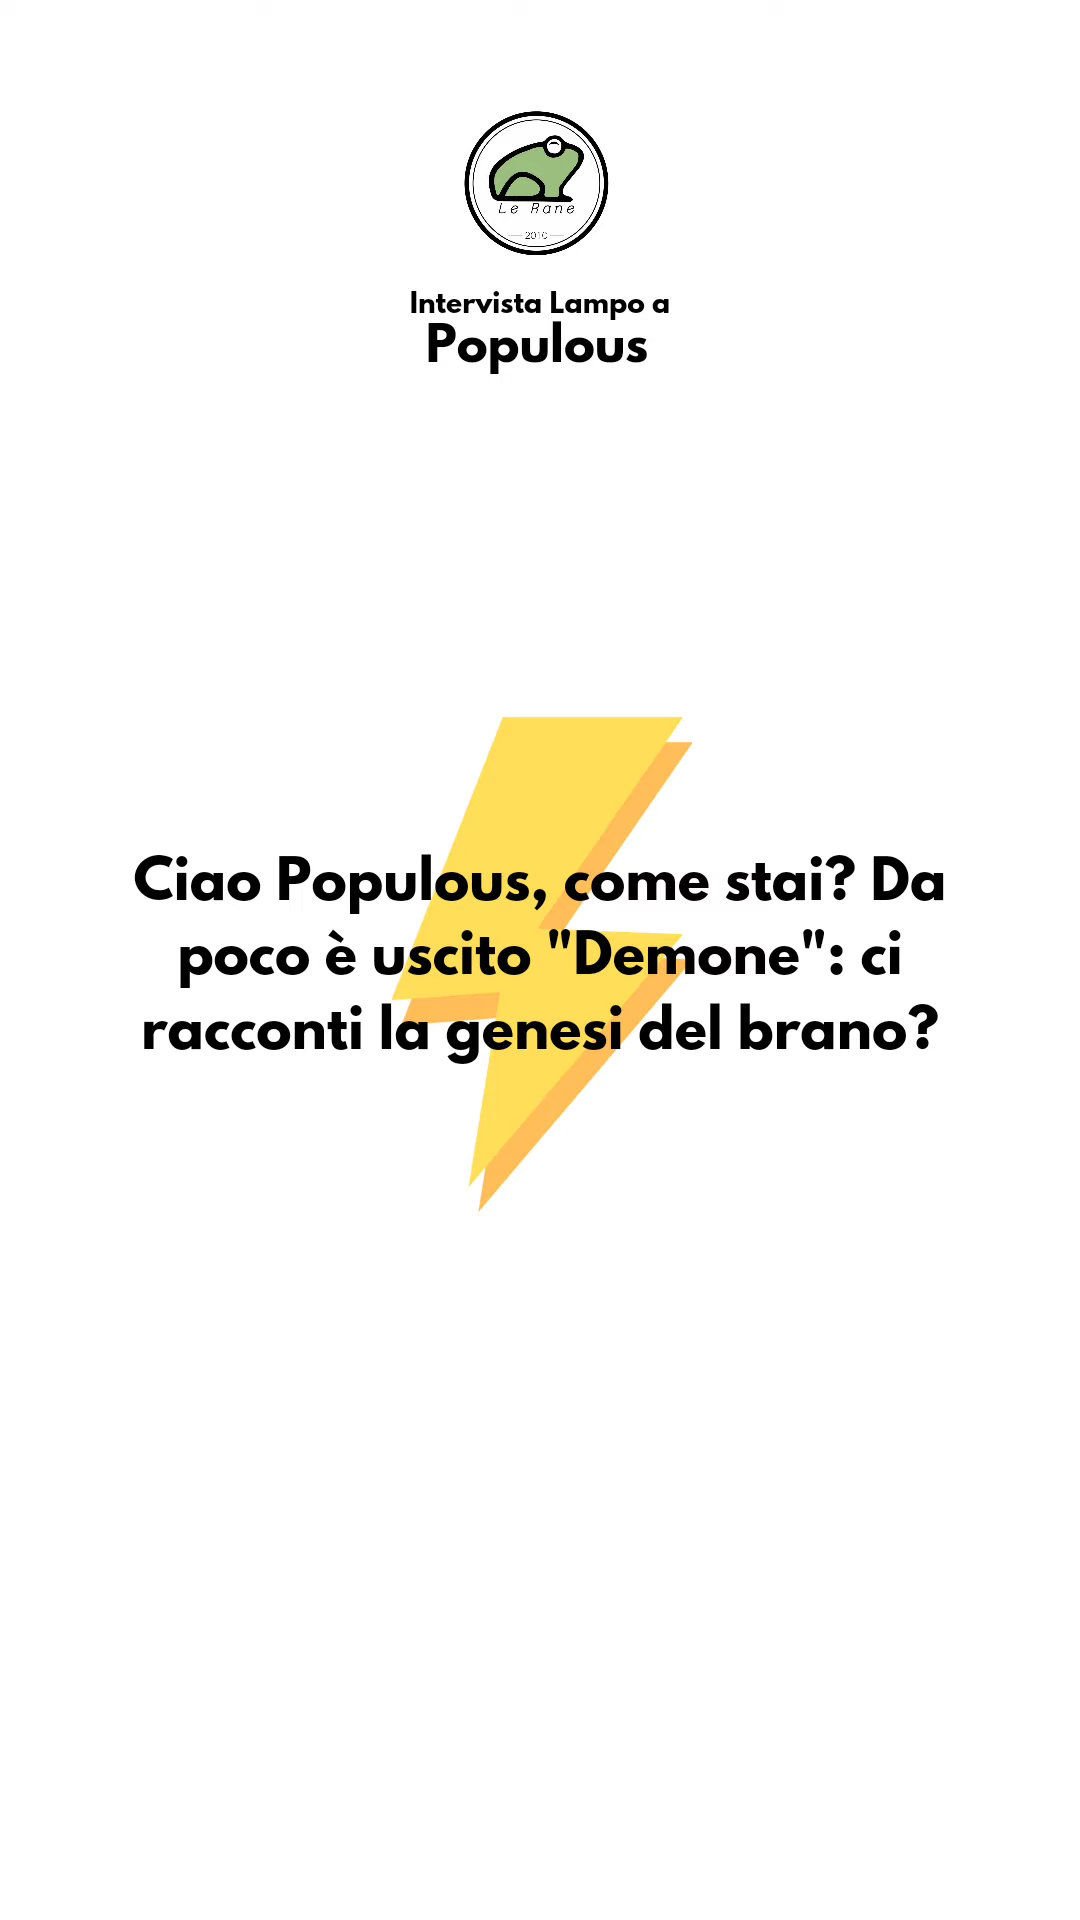 Le Rane
2010
Intervista Lampo a
Populous
Ciao Populous, come stai? Da
poco è uscito "Demone": ci
racconti la genesi del brano?